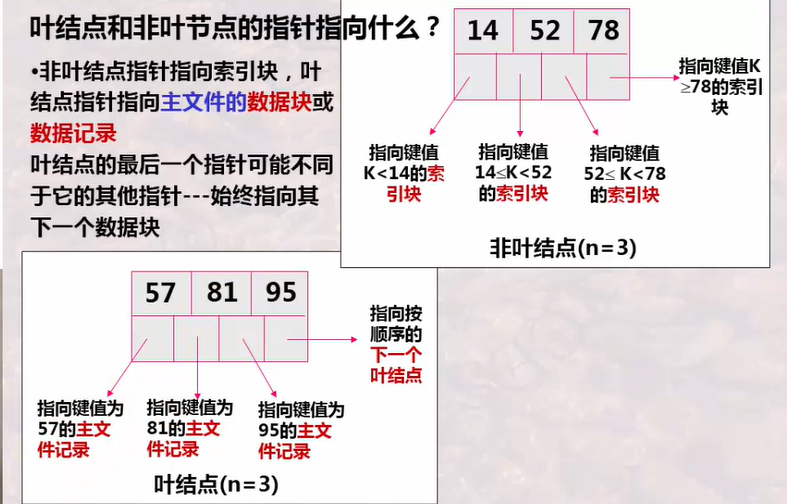 叶结点和非叶节点的指针指向什么？
•非叶结点指针指向索引块，叶
结点指针指向主文件的数据块或
数据记录
叶结点的最后一个指针可能不同
于它的其他指针---始终指向其
下一个数据块
14 52 78
指向键值K
≥78的索引
块
指向键值
K<14的索
引块
指向键值
14≤K<52
的索引块
指向键值
52≤ K<78
的索引块
非叶结点(n=3)
57 81 95
指向按
顺序的
下一个
叶结点
指向键值为
57的主文
件记录
指向键值为
81的主文
件记录
指向键值为
95的主文
件记录
叶结点(n=3)